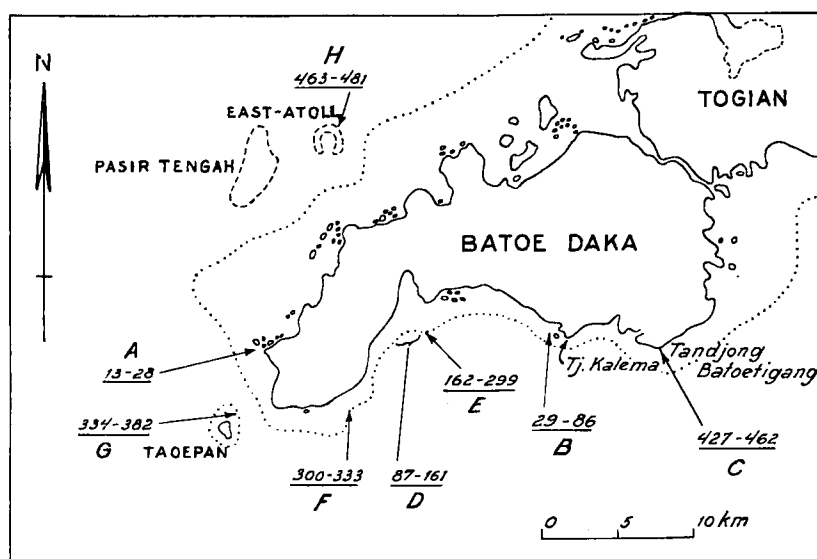 N
H
463-481
EAST-ATOLL
PASIR TENGAH
TOGIAN
BATOE DAKA
A
13-28
334-382
G
TAOEPAN
300-333
F
87-161
D
162-299
E
Tj. Kalema
29-86
B
Tandjong
Batoetigang
427-462
C
0 5 10 km